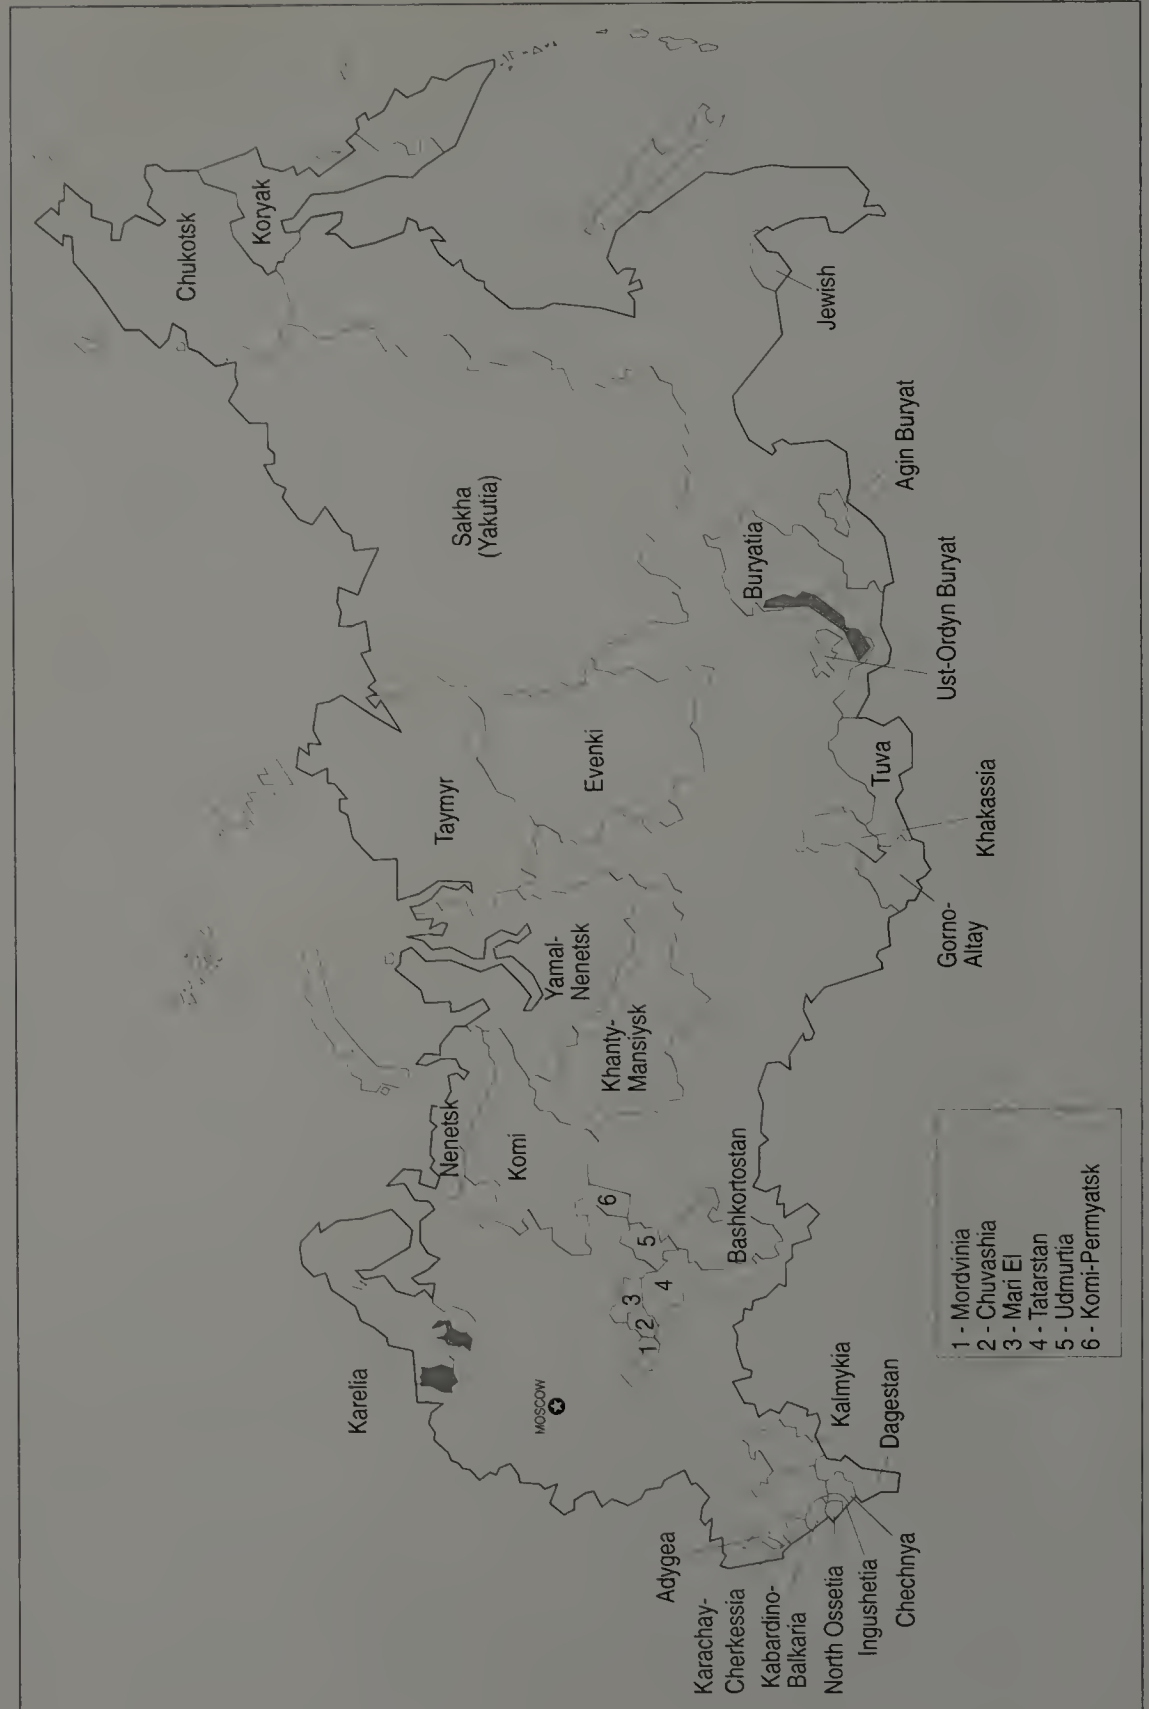 Chukotsk
Koryak
Sakha
(Yakutia)
Taymyr
Evenki
Yamal-
Nenetsk
Nenetsk
Komi
Khanty-
Mansiysk
Karelia
MOSCOW
6
5
3
4
2
1
Bashkortostan
Buryatia
Jewish
Agin Buryat
Ust-Ordyn Buryat
Tuva
Khakassia
Gorno-
Altay
Adygea
Karachay-
Cherkessia
Kabardino-
Balkaria
North Ossetia
Ingushetia
Chechnya
Dagestan
Kalmykia
1 - Mordvinia
2 - Chuvashia
3 - Mari El
4 - Tatarstan
5 - Udmurtia
6 - Komi-Permyatsk